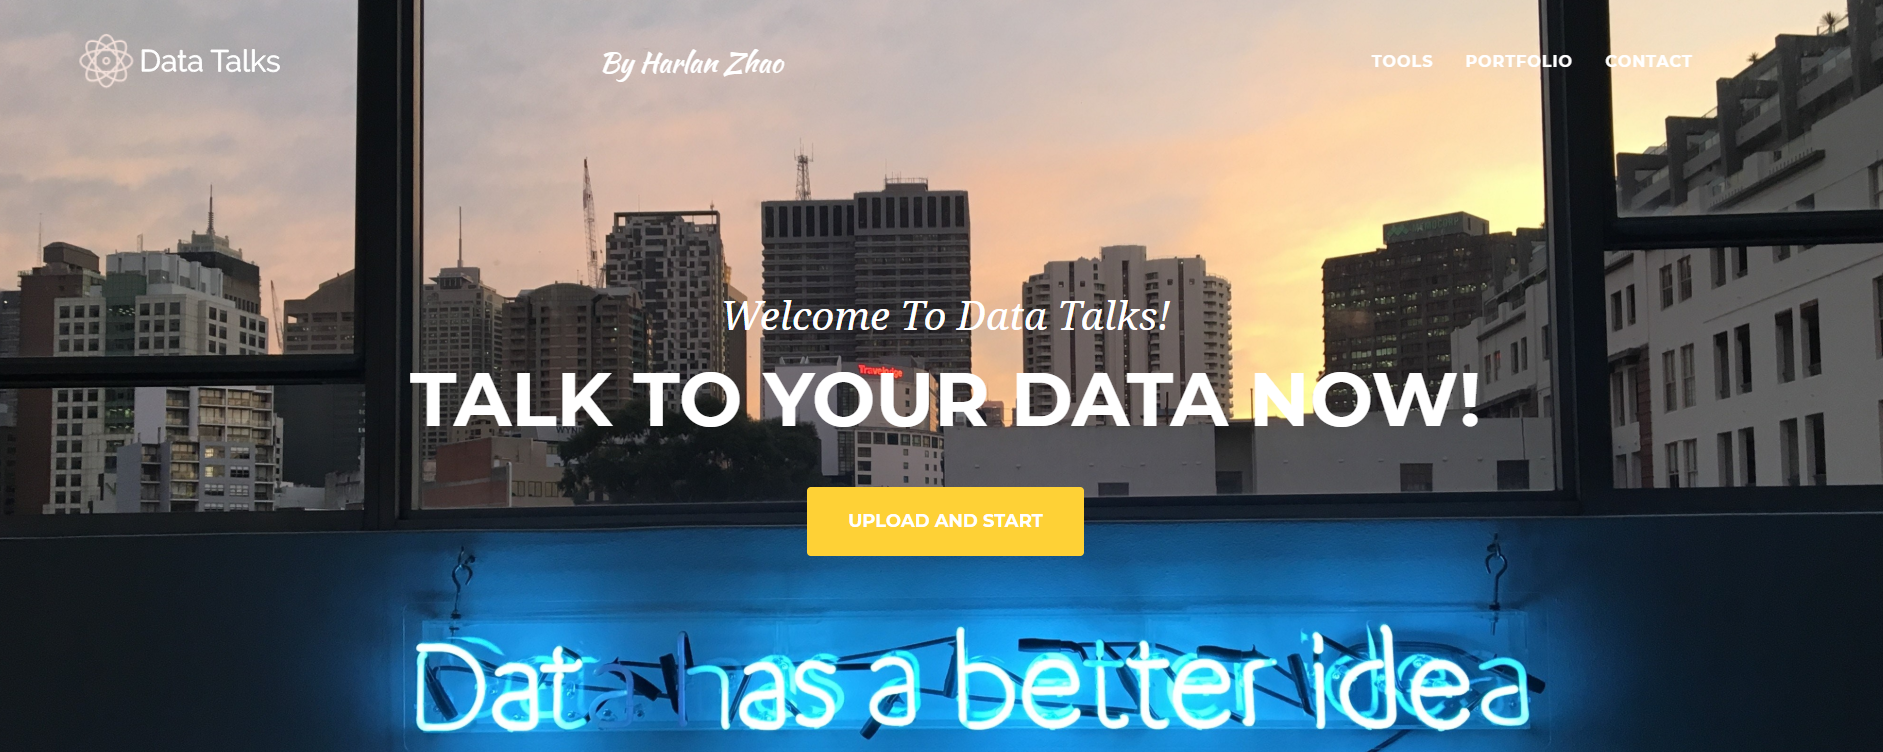 Data Talks
By Harlan Zhao
TOOLS PORTFOLIO CONTACT
Welcome To Data Talks!
Travelodge
TALK TO YOUR DATA NOW!
UPLOAD AND START
Data has a better idea